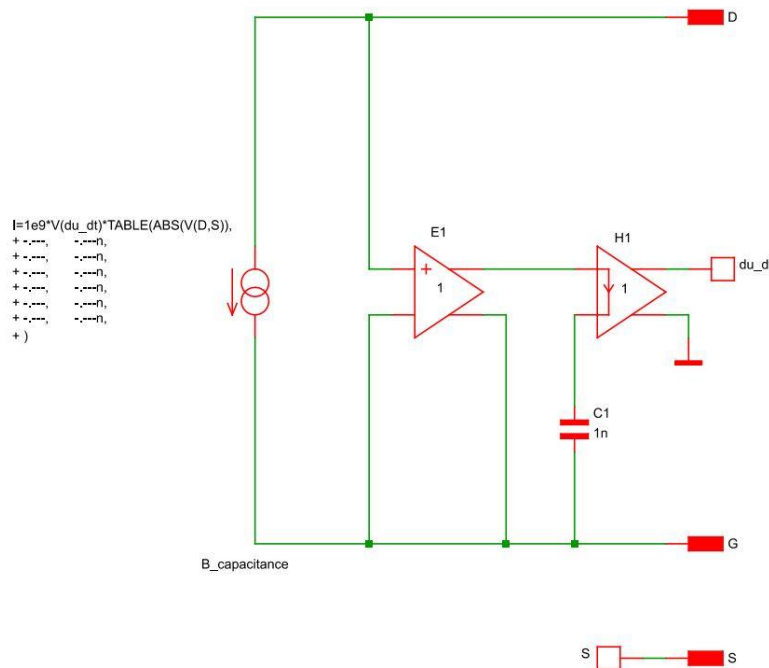 D
I=1e9*V(du_dt)*TABLE(ABS(V(D,S)),
+ -.---, -.---n,
+ -.---, -.---n,
+ -.---, -.---n,
+ -.---, -.---n,
+ -.---, -.---n,
+ -.---, -.---n,
+ )
E1
+
1
H1
1
du_d
C1
1n
G
B_capacitance
S
S